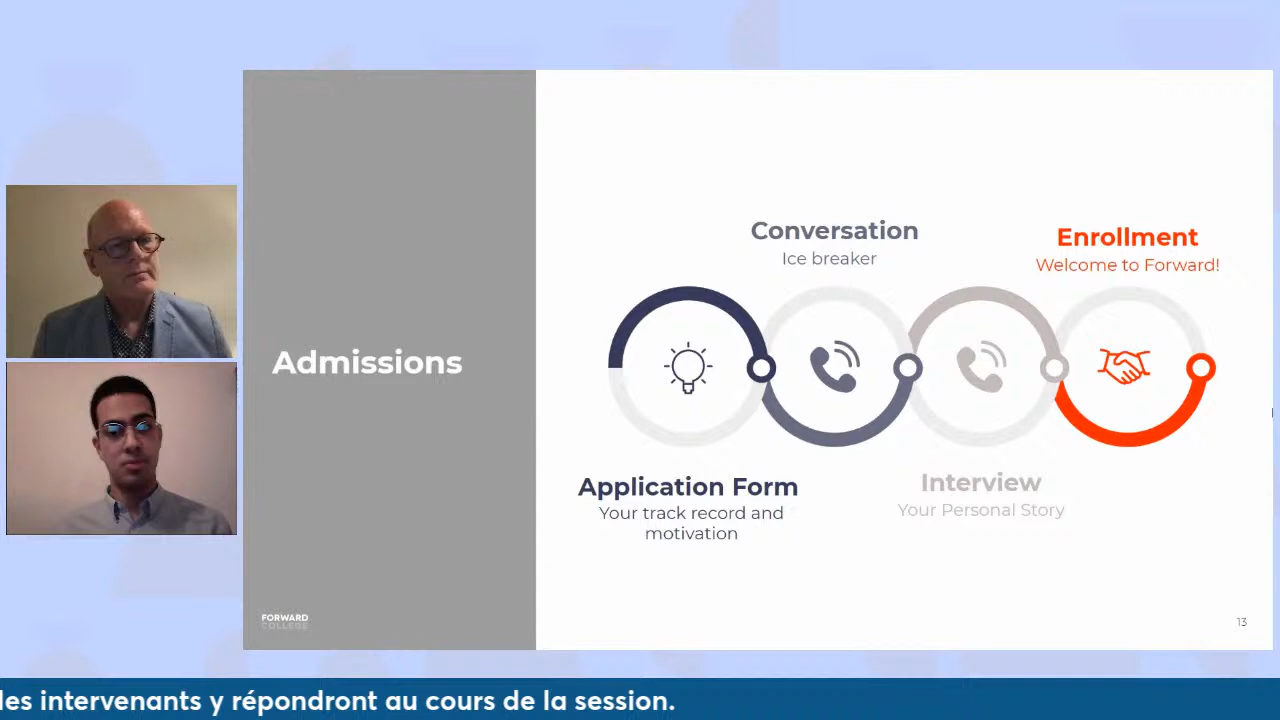 Conversation
Ice breaker
Enrollment
Welcome to Forward!
Admissions
Application Form
Your track record and
motivation
Interview
Your Personal Story
FORWARD
COLLEGE
13
les intervenants y répondront au cours de la session.